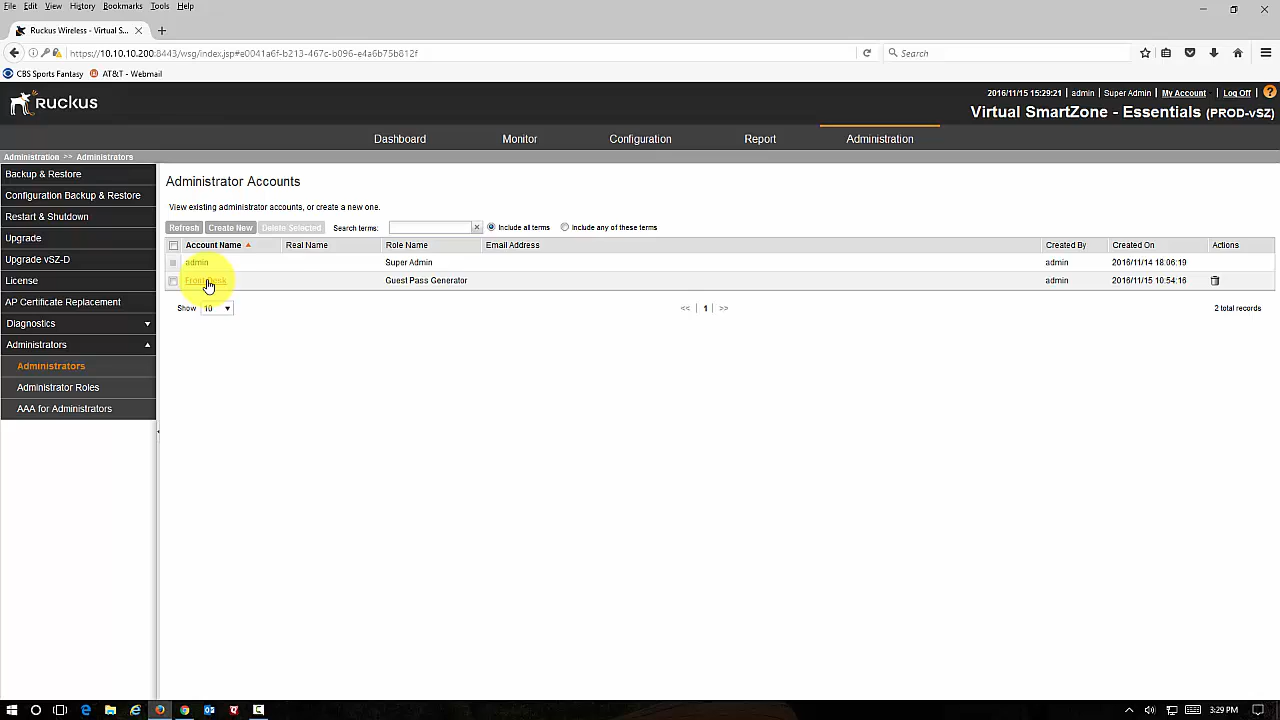 File Edit View History Bookmarks Tools Help
Ruckus Wireless - Virtual S...
https://10.10.10.200:8443/wsg/index.jsp#e0041a6f-b213-467c-b096-e4a6b75b812f
Search
CBS Sports Fantasy AT&T - Webmail
2016/11/15 15:29:21 | admin | Super Admin | My Account | Log Off | ?
RUCKUS
Virtual SmartZone - Essentials (PROD-vSZ)
Dashboard Monitor Configuration Report Administration
Administration >> Administrators
Backup & Restore
Configuration Backup & Restore
Restart & Shutdown
Upgrade
Upgrade vSZ-D
License
AP Certificate Replacement
Diagnostics
Administrators
Administrators
Administrator Roles
AAA for Administrators
Administrator Accounts
View existing administrator accounts, or create a new one.
Refresh Create New Delete Selected Search terms: × Include all terms Include any of these terms
Account Name Real Name Role Name Email Address Created By Created On Actions
admin Super Admin admin 2016/11/14 18:06:19
Front Desk Guest Pass Generator admin 2016/11/15 10:54:16
Show 10 << | 1 | >> 2 total records
3:29 PM